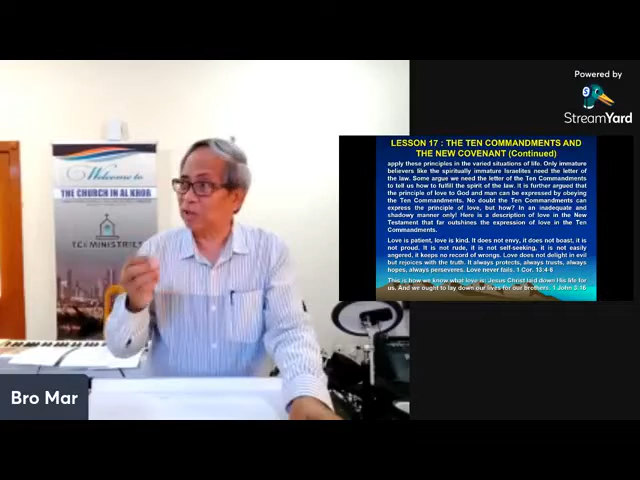 Powered by
StreamYard
LESSON 17 : THE TEN COMMANDMENTS AND
THE NEW COVENANT (Continued)
apply these principles in the varied situations of life. Only immature
believers like the spiritually immature Israelites need the letter of
the law. Some argue we need the letter of the Ten Commandments
to tell us how to fulfill the spirit of the law. It is further argued that
the principle of love to God and man can be expressed by obeying
the Ten Commandments. No doubt the Ten Commandments can
express the principle of love, but how? In an inadequate and
shadowy manner only! Here is a description of love in the New
Testament that far outshines the expression of love in the Ten
Commandments.
Love is patient, love is kind. It does not envy, it does not boast, it is
not proud. It is not rude, it is not self-seeking, it is not easily
angered, it keeps no record of wrongs. Love does not delight in evil
but rejoices with the truth. It always protects, always trusts, always
hopes, always perseveres. Love never fails. 1 Cor. 13:4-8
This is how we know what love is: Jesus Christ laid down His life for
us. And we ought to lay down our lives for our brothers. 1 John 3:16
Welcome to
THE CHURCH IN AL KHOR
TCK MINISTRIES
Bro Mar